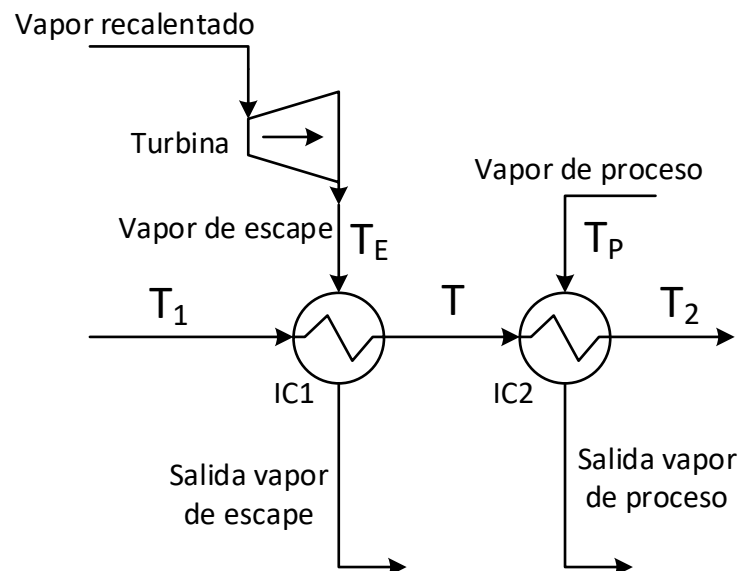 Vapor recalentado
Turbina
Vapor de proceso
Vapor de escape
T_E
T_P
T_1
T
T_2
IC1
IC2
Salida vapor
de escape
Salida vapor
de proceso